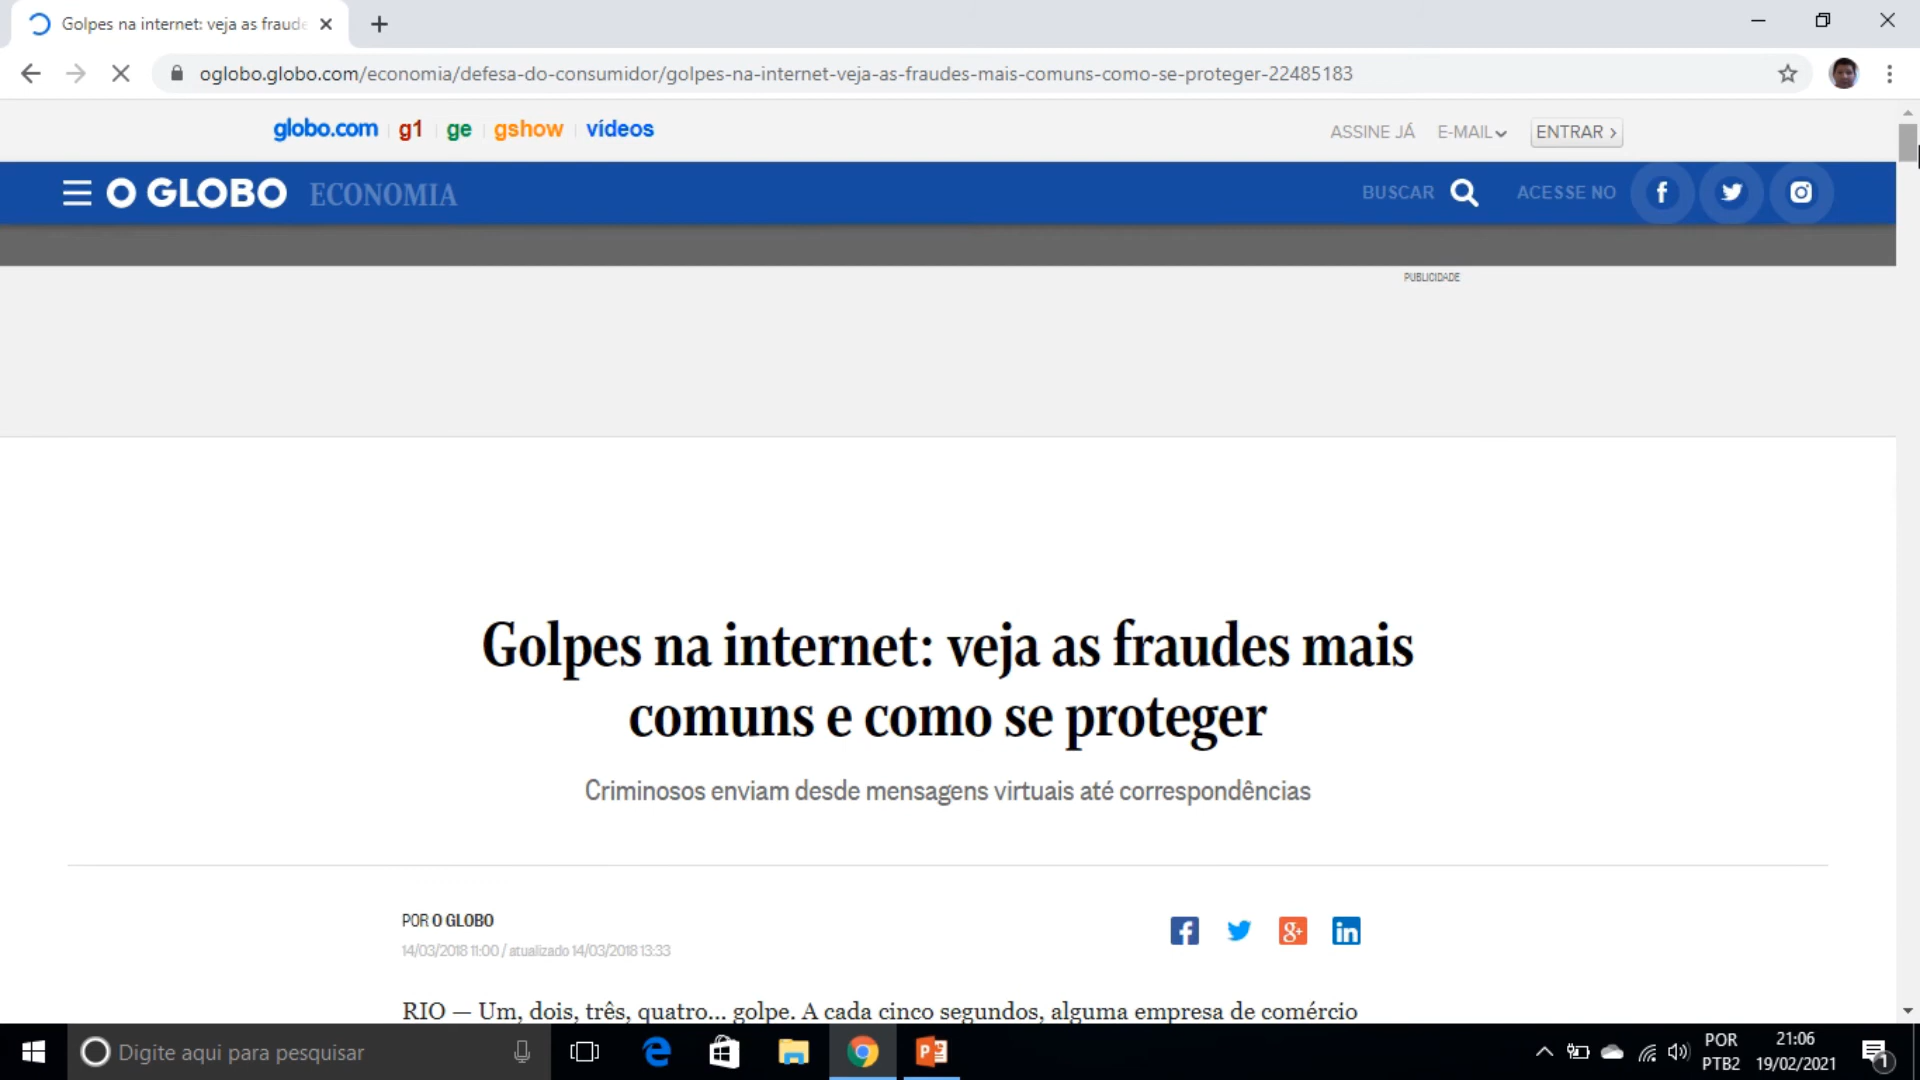 Golpes na internet: veja as fraude
oglobo.globo.com/economia/defesa-do-consumidor/golpes-na-internet-veja-as-fraudes-mais-comuns-como-se-proteger-22485183
globo.com g1 ge gshow vídeos ASSINE JÁ E-MAIL ENTRAR
O GLOBO ECONOMIA BUSCAR ACESSE NO
PUBLICIDADE
Golpes na internet: veja as fraudes mais
comuns e como se proteger
Criminosos enviam desde mensagens virtuais até correspondências
POR O GLOBO
14/03/2018 11:00 / atualizado 14/03/2018 13:33
RIO — Um, dois, três, quatro... golpe. A cada cinco segundos, alguma empresa de comércio
Digite aqui para pesquisar
POR 21:06
PTB2 19/02/2021
1